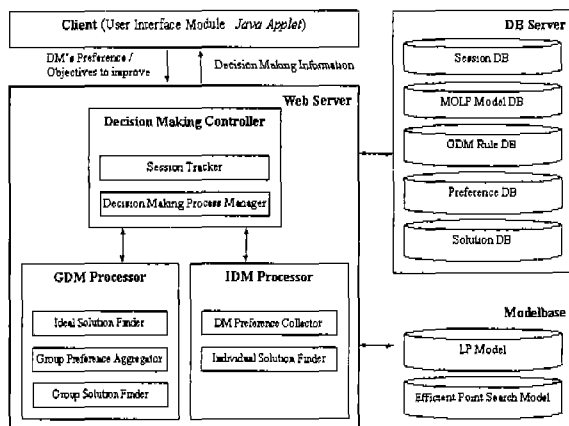 Client (User Interface Module Java Applet)
DM's Preference /
Objectives to improve
Decision Making Information
Web Server
Decision Making Controller
Session Tracker
Decision Making Process Manager
GDM Processor
Ideal Solution Finder
Group Preference Aggregator
Group Solution Finder
IDM Processor
DM Preference Collector
Individual Solution Finder
DB Server
Session DB
MOLP Model DB
GDM Rule DB
Preference DB
Solution DB
Modelbase
LP Model
Efficient Point Search Model